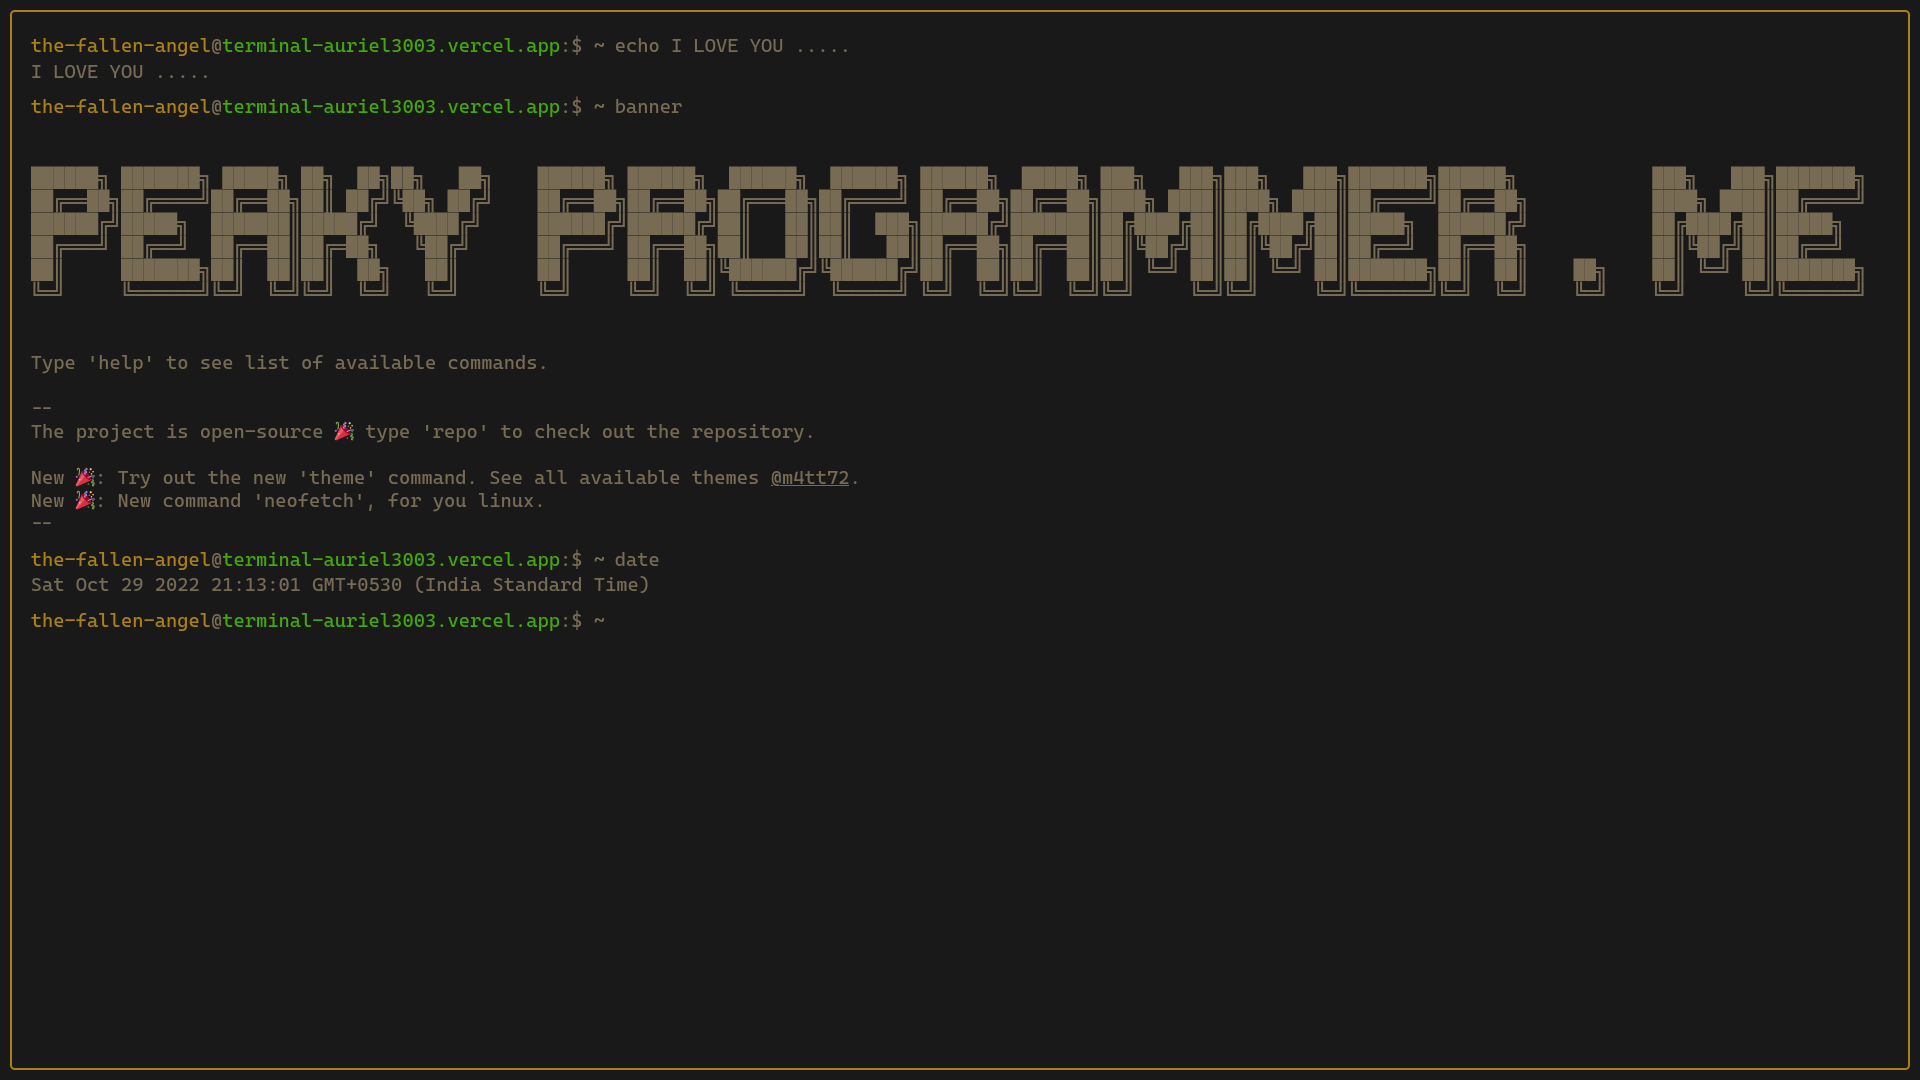 the-fallen-angel@terminal-auriel3003.vercel.app:$ ~ echo I LOVE YOU .....
I LOVE YOU .....
the-fallen-angel@terminal-auriel3003.vercel.app:$ ~ banner
PEAKY PROGRAMMER . ME
Type 'help' to see list of available commands.
--
The project is open-source 🎉 type 'repo' to check out the repository.
New 🎉: Try out the new 'theme' command. See all available themes @m4tt72.
New 🎉: New command 'neofetch', for you linux.
--
the-fallen-angel@terminal-auriel3003.vercel.app:$ ~ date
Sat Oct 29 2022 21:13:01 GMT+0530 (India Standard Time)
the-fallen-angel@terminal-auriel3003.vercel.app:$ ~